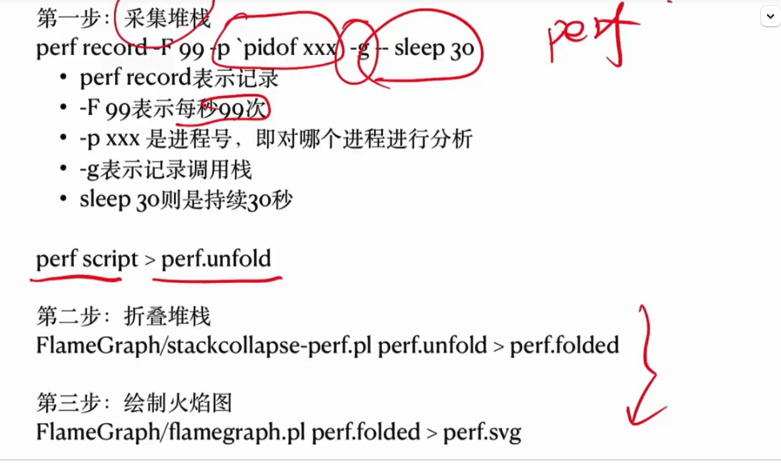 第一步：采集堆栈
perf
perf record -F 99 -p `pidof xxx` -g -- sleep 30
• perf record表示记录
• -F 99表示每秒99次
• -p xxx 是进程号，即对哪个进程进行分析
• -g表示记录调用栈
• sleep 30则是持续30秒
perf script > perf.unfold
第二步：折叠堆栈
FlameGraph/stackcollapse-perf.pl perf.unfold > perf.folded
第三步：绘制火焰图
FlameGraph/flamegraph.pl perf.folded > perf.svg